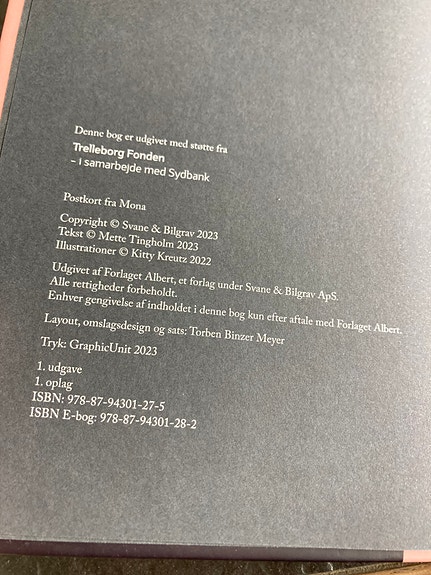 Denne bog er udgivet med støtte fra
Trelleborg Fonden
– i samarbejde med Sydbank
Postkort fra Mona
Copyright © Svane & Bilgrav 2023
Tekst © Mette Tingholm 2023
Illustrationer © Kitty Kreutz 2022
Udgivet af Forlaget Albert, et forlag under Svane & Bilgrav ApS.
Alle rettigheder forbeholdt.
Enhver gengivelse af indholdet i denne bog kun efter aftale med Forlaget Albert.
Layout, omslagsdesign og sats: Torben Binzer Meyer
Tryk: GraphicUnit 2023
1. udgave
1. oplag
ISBN: 978-87-94301-27-5
ISBN E-bog: 978-87-94301-28-2